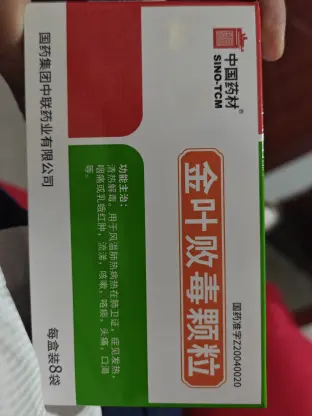 中国药材®
SINO-TCM
国药准字Z20040020
金叶败毒颗粒
功能主治：
清热解毒。用于风温肺热病热在肺卫证，症见发热，
咽痛或乳蛾红肿，流涕，咳嗽，咯痰，头痛，口渴
等。
国药集团中联药业有限公司
每盒装8袋